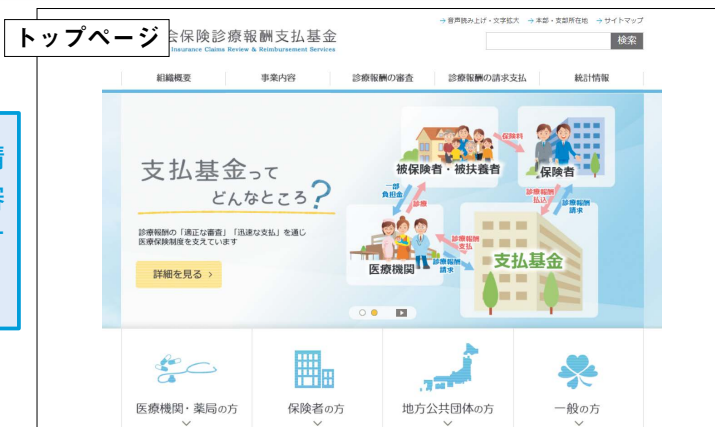 トップページ
→ 音声読み上げ・文字拡大 → 本部・支部所在地 → サイトマップ
会保険診療報酬支払基金
Insurance Claims Review & Reimbursement Services
検索
組織概要 事業内容 診療報酬の審査 診療報酬の請求支払 統計情報
支払基金って
どんなところ？
診療報酬の「適正な審査」「迅速な支払」を通じ
医療保険制度を支えています
詳細を見る ›
保険料
被保険者・被扶養者
保険者
一部
負担金
診療
診療報酬
払込
診療報酬
請求
診療報酬
支払
診療報酬
請求
医療機関
支払基金
医療機関・薬局の方 保険者の方 地方公共団体の方 一般の方